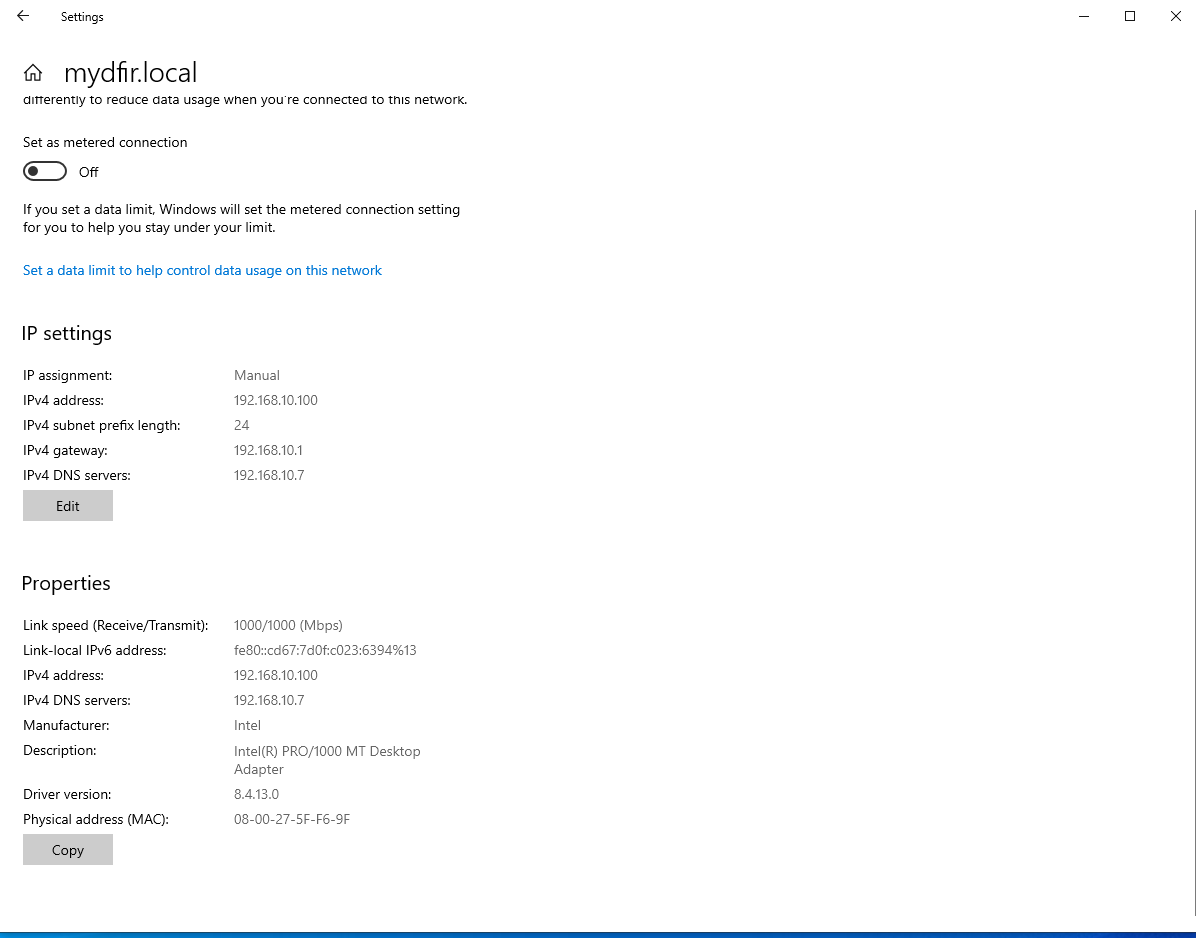 Settings
mydfir.local
differently to reduce data usage when you're connected to this network.
Set as metered connection
Off
If you set a data limit, Windows will set the metered connection setting
for you to help you stay under your limit.
Set a data limit to help control data usage on this network
IP settings
IP assignment: Manual
IPv4 address: 192.168.10.100
IPv4 subnet prefix length: 24
IPv4 gateway: 192.168.10.1
IPv4 DNS servers: 192.168.10.7
Edit
Properties
Link speed (Receive/Transmit): 1000/1000 (Mbps)
Link-local IPv6 address: fe80::cd67:7d0f:c023:6394%13
IPv4 address: 192.168.10.100
IPv4 DNS servers: 192.168.10.7
Manufacturer: Intel
Description: Intel(R) PRO/1000 MT Desktop
Adapter
Driver version: 8.4.13.0
Physical address (MAC): 08-00-27-5F-F6-9F
Copy